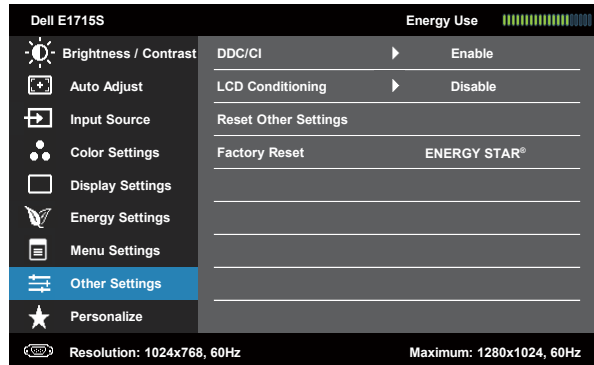 Dell E1715S Energy Use
Brightness / Contrast DDC/CI Enable
Auto Adjust LCD Conditioning Disable
Input Source Reset Other Settings
Color Settings Factory Reset ENERGY STAR®
Display Settings
Energy Settings
Menu Settings
Other Settings
Personalize
Resolution: 1024x768, 60Hz Maximum: 1280x1024, 60Hz